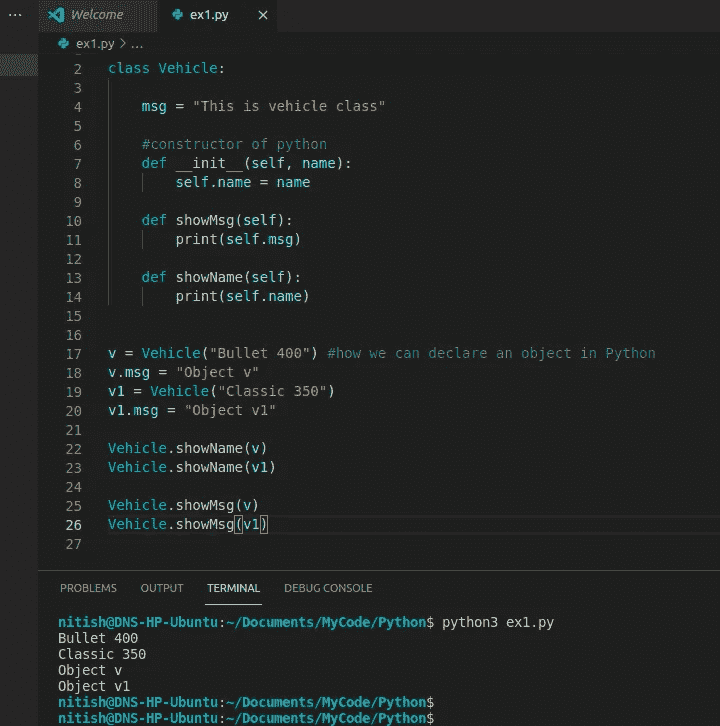 ... Welcome ex1.py ×
ex1.py > ...
2 class Vehicle:
3
4     msg = "This is vehicle class"
5
6     #constructor of python
7     def __init__(self, name):
8         self.name = name
9
10     def showMsg(self):
11         print(self.msg)
12
13     def showName(self):
14         print(self.name)
15
16
17 v = Vehicle("Bullet 400") #how we can declare an object in Python
18 v.msg = "Object v"
19 v1 = Vehicle("Classic 350")
20 v1.msg = "Object v1"
21
22 Vehicle.showName(v)
23 Vehicle.showName(v1)
24
25 Vehicle.showMsg(v)
26 Vehicle.showMsg(v1)
27
PROBLEMS OUTPUT TERMINAL DEBUG CONSOLE
nitish@DNS-HP-Ubuntu:~/Documents/MyCode/Python$ python3 ex1.py
Bullet 400
Classic 350
Object v
Object v1
nitish@DNS-HP-Ubuntu:~/Documents/MyCode/Python$
nitish@DNS-HP-Ubuntu:~/Documents/MyCode/Python$